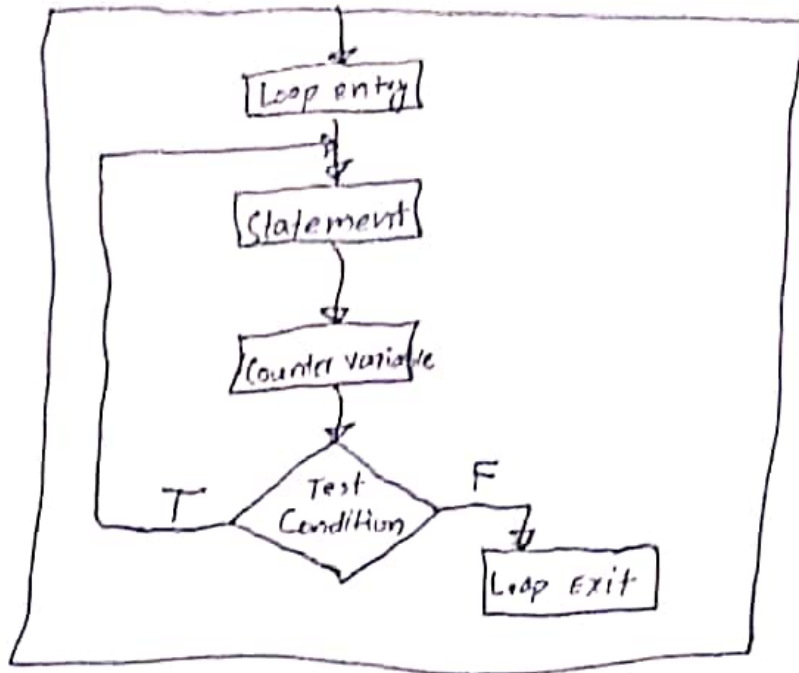 Loop entry
Statement
Counter variable
T
Test
Condition
F
Loop Exit